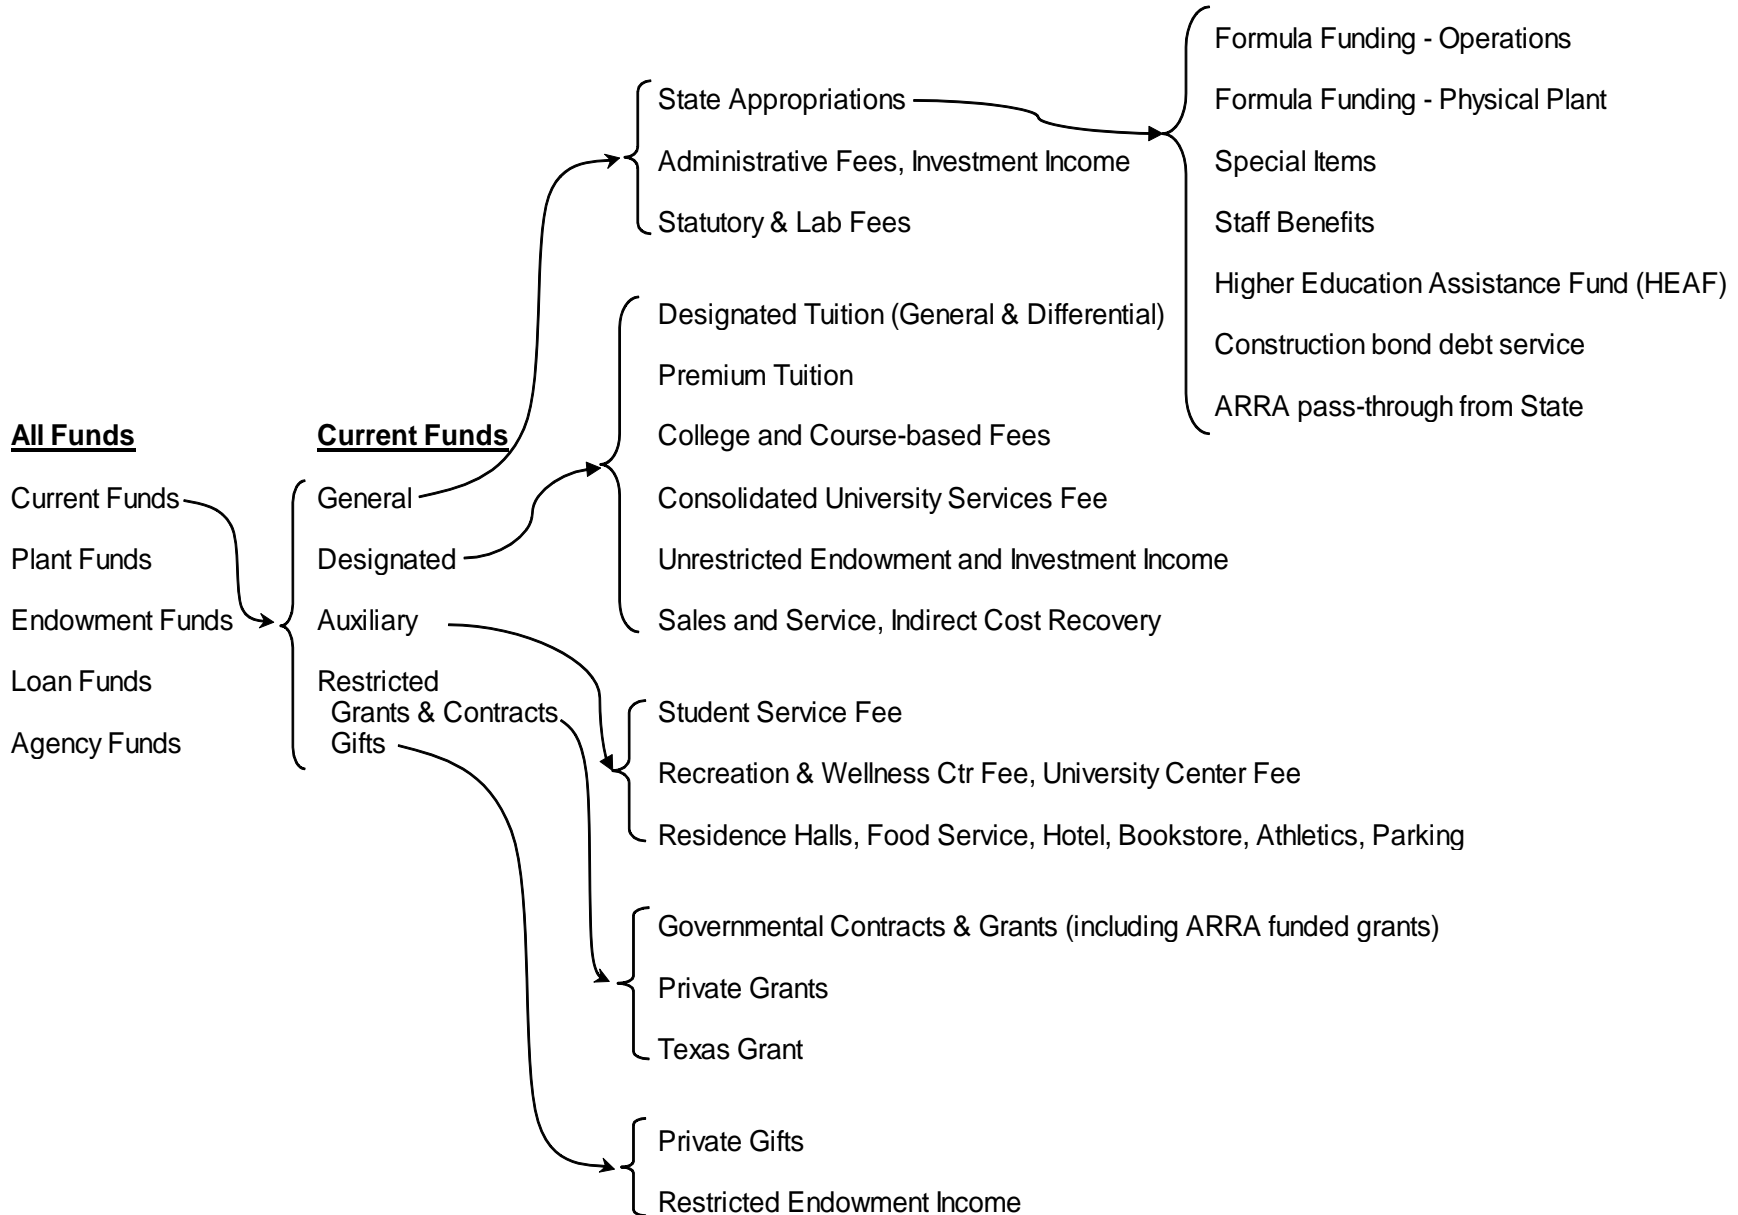 All Funds
Current Funds
Plant Funds
Endowment Funds
Loan Funds
Agency Funds
Current Funds
General
Designated
Auxiliary
Restricted
Grants & Contracts
Gifts
State Appropriations
Administrative Fees, Investment Income
Statutory & Lab Fees
Designated Tuition (General & Differential)
Premium Tuition
College and Course-based Fees
Consolidated University Services Fee
Unrestricted Endowment and Investment Income
Sales and Service, Indirect Cost Recovery
Student Service Fee
Recreation & Wellness Ctr Fee, University Center Fee
Residence Halls, Food Service, Hotel, Bookstore, Athletics, Parking
Governmental Contracts & Grants (including ARRA funded grants)
Private Grants
Texas Grant
Private Gifts
Restricted Endowment Income
Formula Funding - Operations
Formula Funding - Physical Plant
Special Items
Staff Benefits
Higher Education Assistance Fund (HEAF)
Construction bond debt service
ARRA pass-through from State